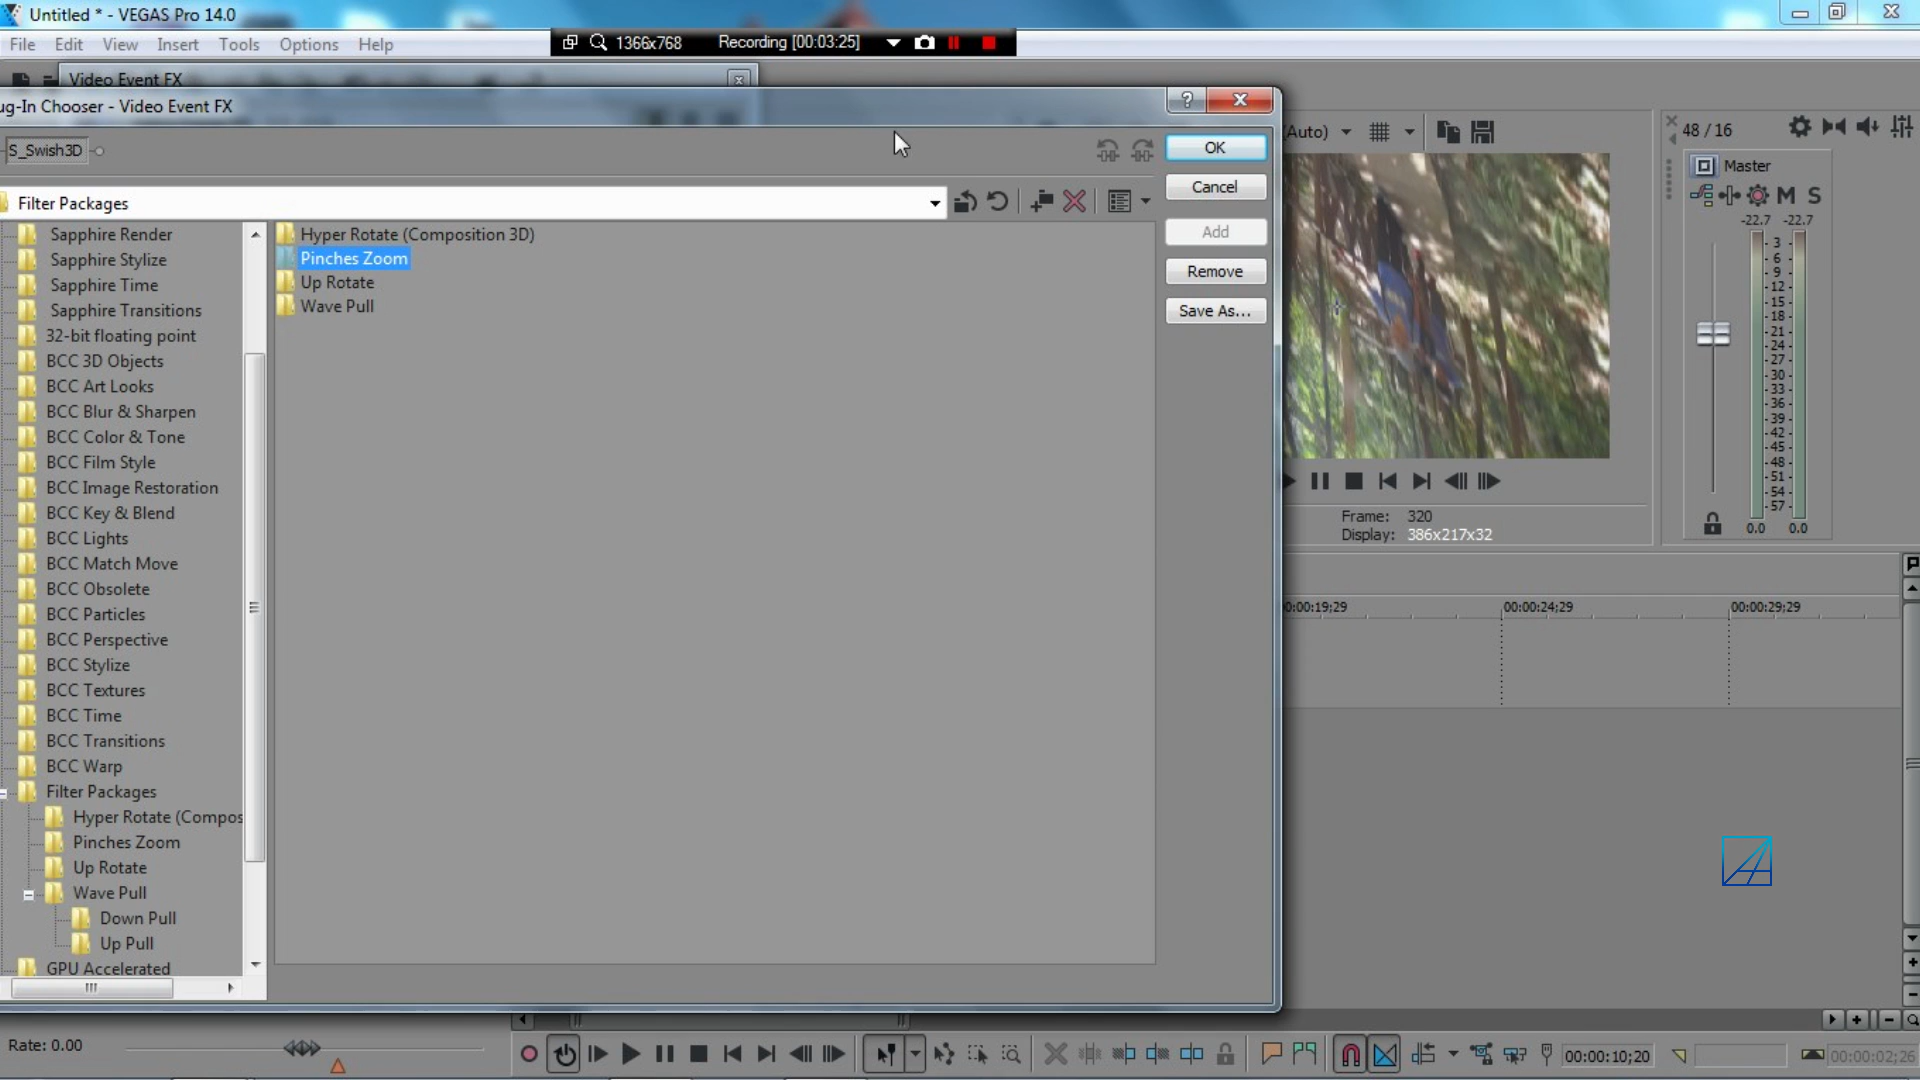 Untitled * - VEGAS Pro 14.0
File Edit View Insert Tools Options Help
1366x768 Recording [00:03:25]
Video Event FX
ug-In Chooser - Video Event FX
S_Swish3D
Filter Packages
Sapphire Render
Sapphire Stylize
Sapphire Time
Sapphire Transitions
32-bit floating point
BCC 3D Objects
BCC Art Looks
BCC Blur & Sharpen
BCC Color & Tone
BCC Film Style
BCC Image Restoration
BCC Key & Blend
BCC Lights
BCC Match Move
BCC Obsolete
BCC Particles
BCC Perspective
BCC Stylize
BCC Textures
BCC Time
BCC Transitions
BCC Warp
Filter Packages
Hyper Rotate (Compos
Pinches Zoom
Up Rotate
Wave Pull
Down Pull
Up Pull
GPU Accelerated
Hyper Rotate (Composition 3D)
Pinches Zoom
Up Rotate
Wave Pull
?
OK
Cancel
Add
Remove
Save As...
(Auto)
Frame: 320
Display: 386x217x32
48 / 16
Master
M S
-22.7 -22.7
- 3 -
- 6 -
- 9 -
- 12 -
- 15 -
- 18 -
- 21 -
- 24 -
- 27 -
- 30 -
- 33 -
- 36 -
- 39 -
- 42 -
- 45 -
- 48 -
- 51 -
- 54 -
- 57 -
0.0 0.0
0:00:19;29 00:00:24;29 00:00:29;29
Rate: 0.00
00:00:10;20
00:00:02;26